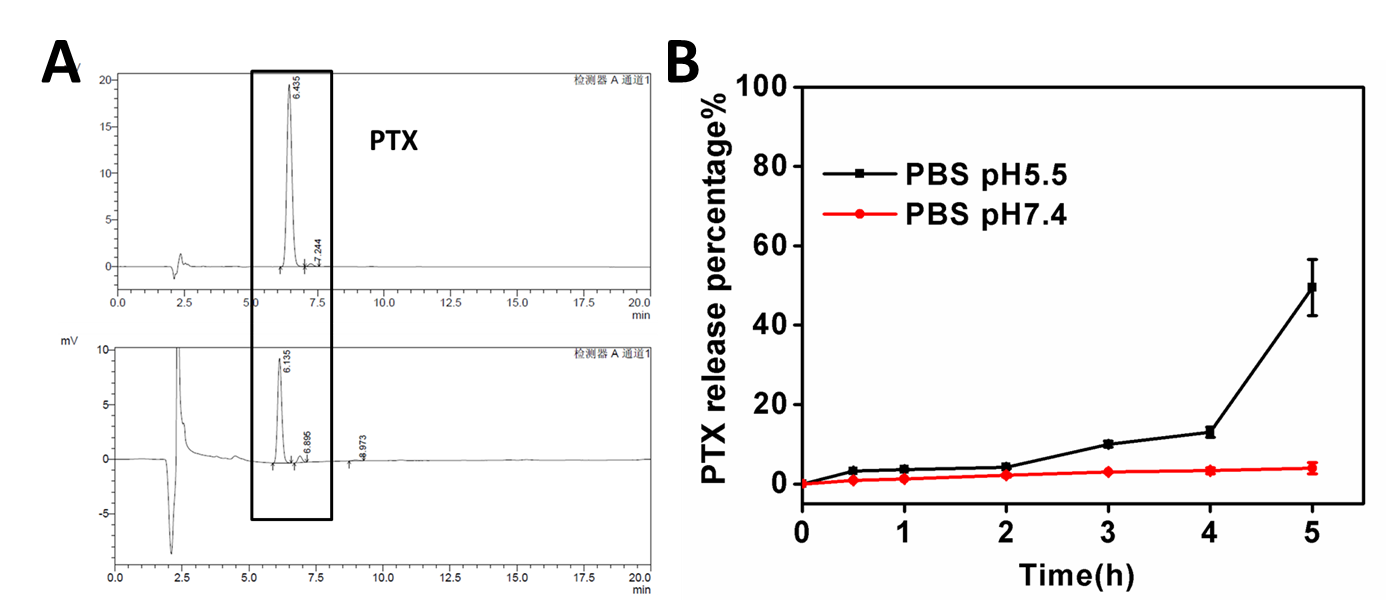 A
B
20
15
10
5
0
检测器 A 通道1
6.435
7.244
PTX
0.0 2.5 5.0 7.5 10.0 12.5 15.0 17.5 20.0
min
mV
10
5
0
-5
检测器 A 通道1
6.135
6.895
8.973
0.0 2.5 5.0 7.5 10.0 12.5 15.0 17.5 20.0
min
PTX release percentage%
100
80
60
40
20
0
PBS pH5.5
PBS pH7.4
0 1 2 3 4 5
Time(h)